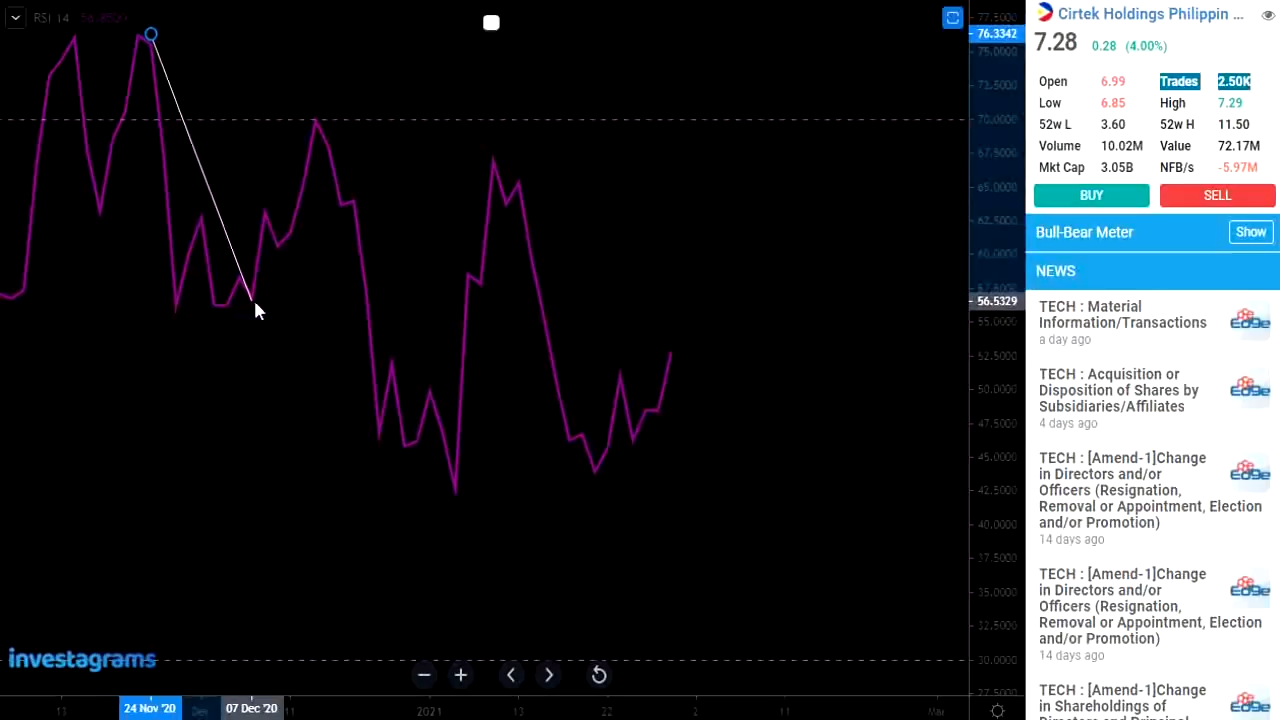 RSI 14
77.5000
76.3342
75.0000
72.5000
70.0000
67.5000
65.0000
62.5000
60.0000
57.5000
56.5329
55.0000
52.5000
50.0000
47.5000
45.0000
42.5000
40.0000
37.5000
35.0000
32.5000
30.0000
27.5000
investagrams
24 Nov '20
Dec
07 Dec '20
11
2021
13
22
2
11
Mar
Cirtek Holdings Philippin ...
7.28 0.28 (4.00%)
Open 6.99 Trades 2.50K
Low 6.85 High 7.29
52w L 3.60 52w H 11.50
Volume 10.02M Value 72.17M
Mkt Cap 3.05B NFB/s -5.97M
BUY SELL
Bull-Bear Meter Show
NEWS
TECH : Material
Information/Transactions
a day ago
TECH : Acquisition or
Disposition of Shares by
Subsidiaries/Affiliates
4 days ago
TECH : [Amend-1]Change
in Directors and/or
Officers (Resignation,
Removal or Appointment, Election
and/or Promotion)
14 days ago
TECH : [Amend-1]Change
in Directors and/or
Officers (Resignation,
Removal or Appointment, Election
and/or Promotion)
14 days ago
TECH : [Amend-1]Change
in Shareholdings of